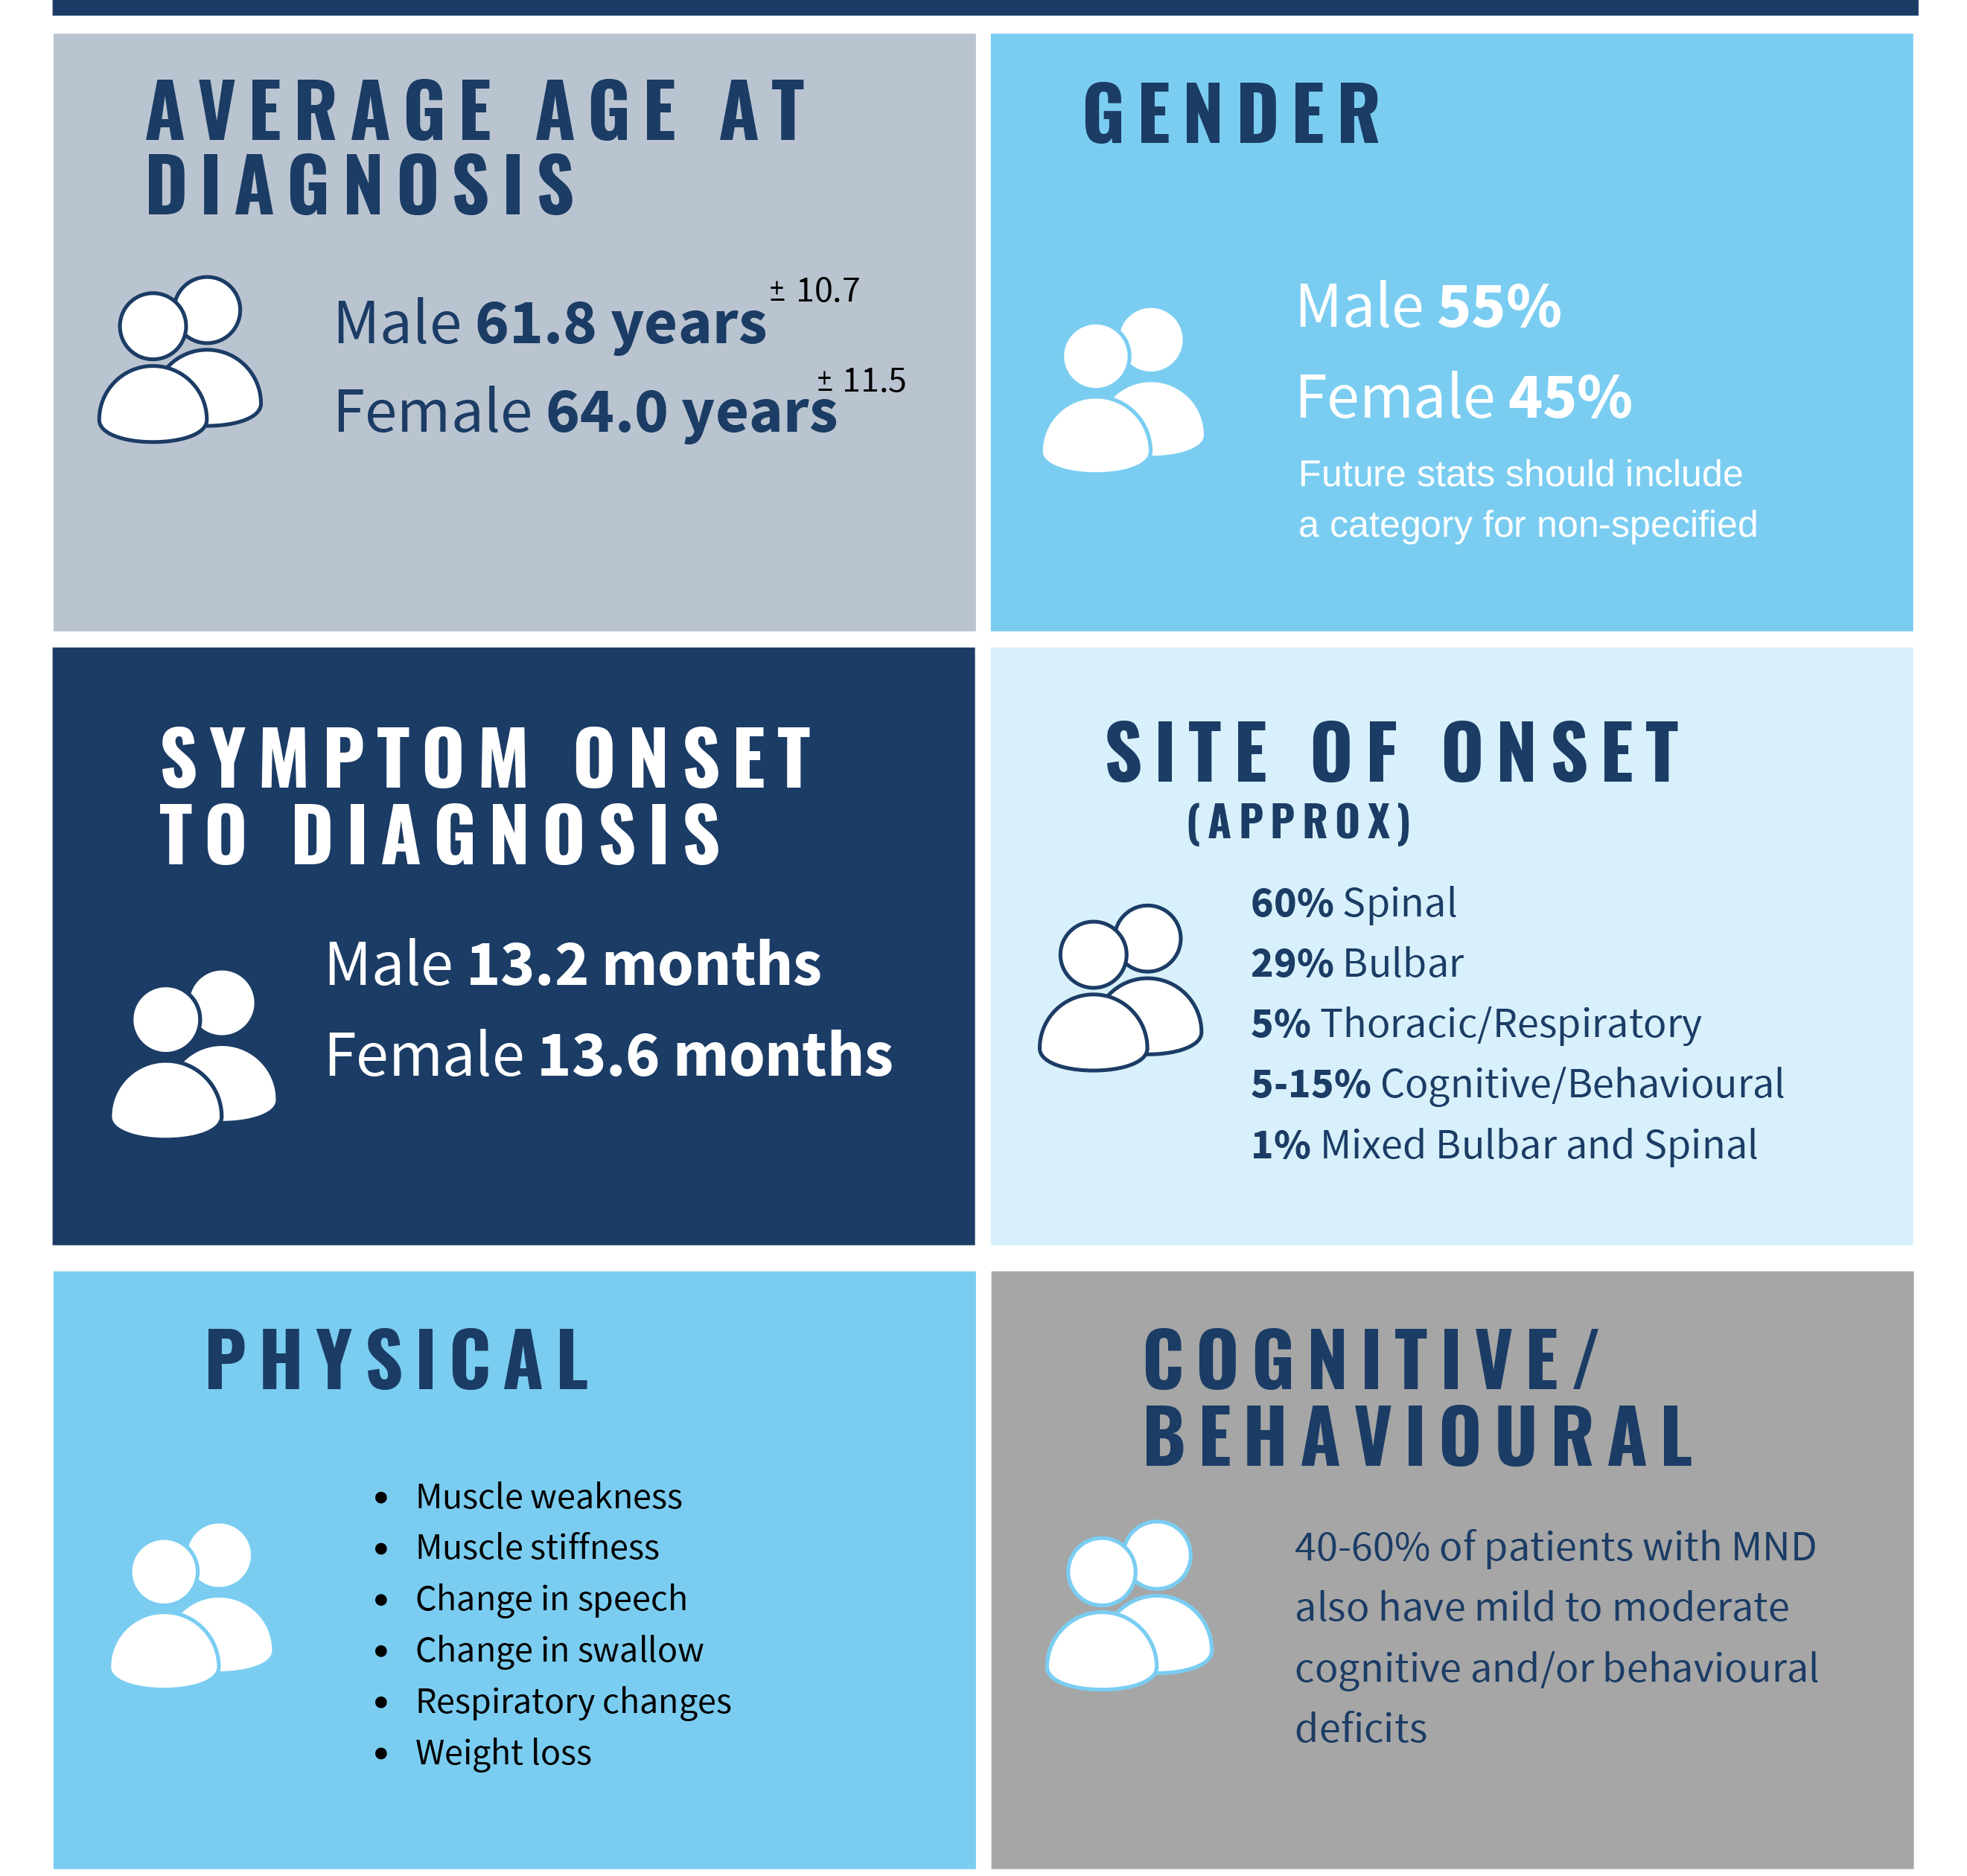 AVERAGE AGE AT
DIAGNOSIS
Male 61.8 years ± 10.7
Female 64.0 years ± 11.5
GENDER
Male 55%
Female 45%
Future stats should include
a category for non-specified
SYMPTOM ONSET
TO DIAGNOSIS
Male 13.2 months
Female 13.6 months
SITE OF ONSET
(APPROX)
60% Spinal
29% Bulbar
5% Thoracic/Respiratory
5-15% Cognitive/Behavioural
1% Mixed Bulbar and Spinal
PHYSICAL
• Muscle weakness
• Muscle stiffness
• Change in speech
• Change in swallow
• Respiratory changes
• Weight loss
COGNITIVE/
BEHAVIOURAL
40-60% of patients with MND
also have mild to moderate
cognitive and/or behavioural
deficits